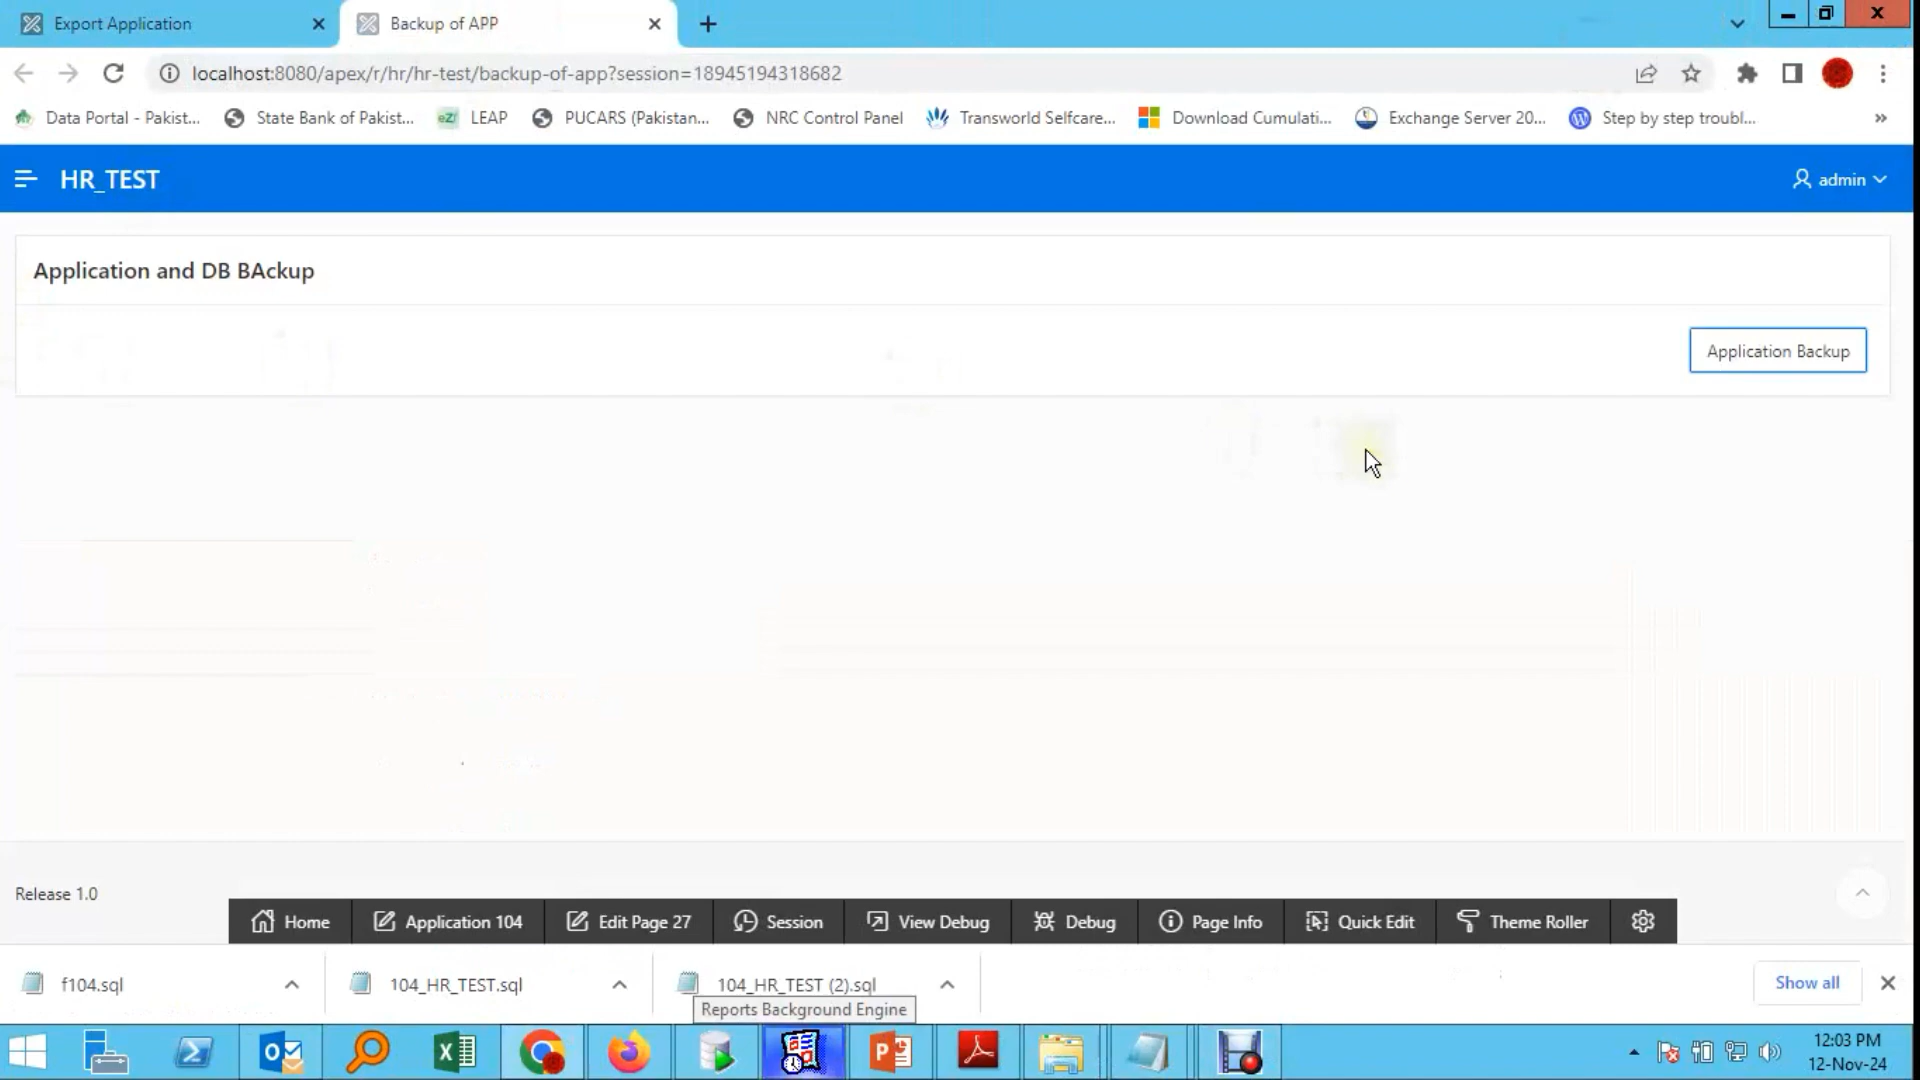 Export Application
Backup of APP
localhost:8080/apex/r/hr/hr-test/backup-of-app?session=18945194318682
Data Portal - Pakist...
State Bank of Pakist...
eZ!
LEAP
PUCARS (Pakistan...
NRC Control Panel
Transworld Selfcare...
Download Cumulati...
Exchange Server 20...
Step by step troubl...
HR_TEST
admin
Application and DB BAckup
Application Backup
Release 1.0
Home
Application 104
Edit Page 27
Session
View Debug
Debug
Page Info
Quick Edit
Theme Roller
f104.sql
104_HR_TEST.sql
104_HR_TEST (2).sql
Show all
Reports Background Engine
12:03 PM
12-Nov-24